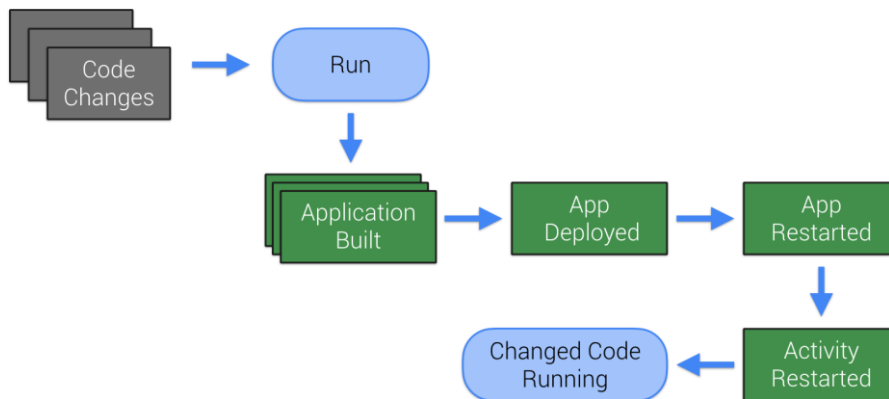 Code
Changes
Run
Application
Built
App
Deployed
App
Restarted
Activity
Restarted
Changed Code
Running